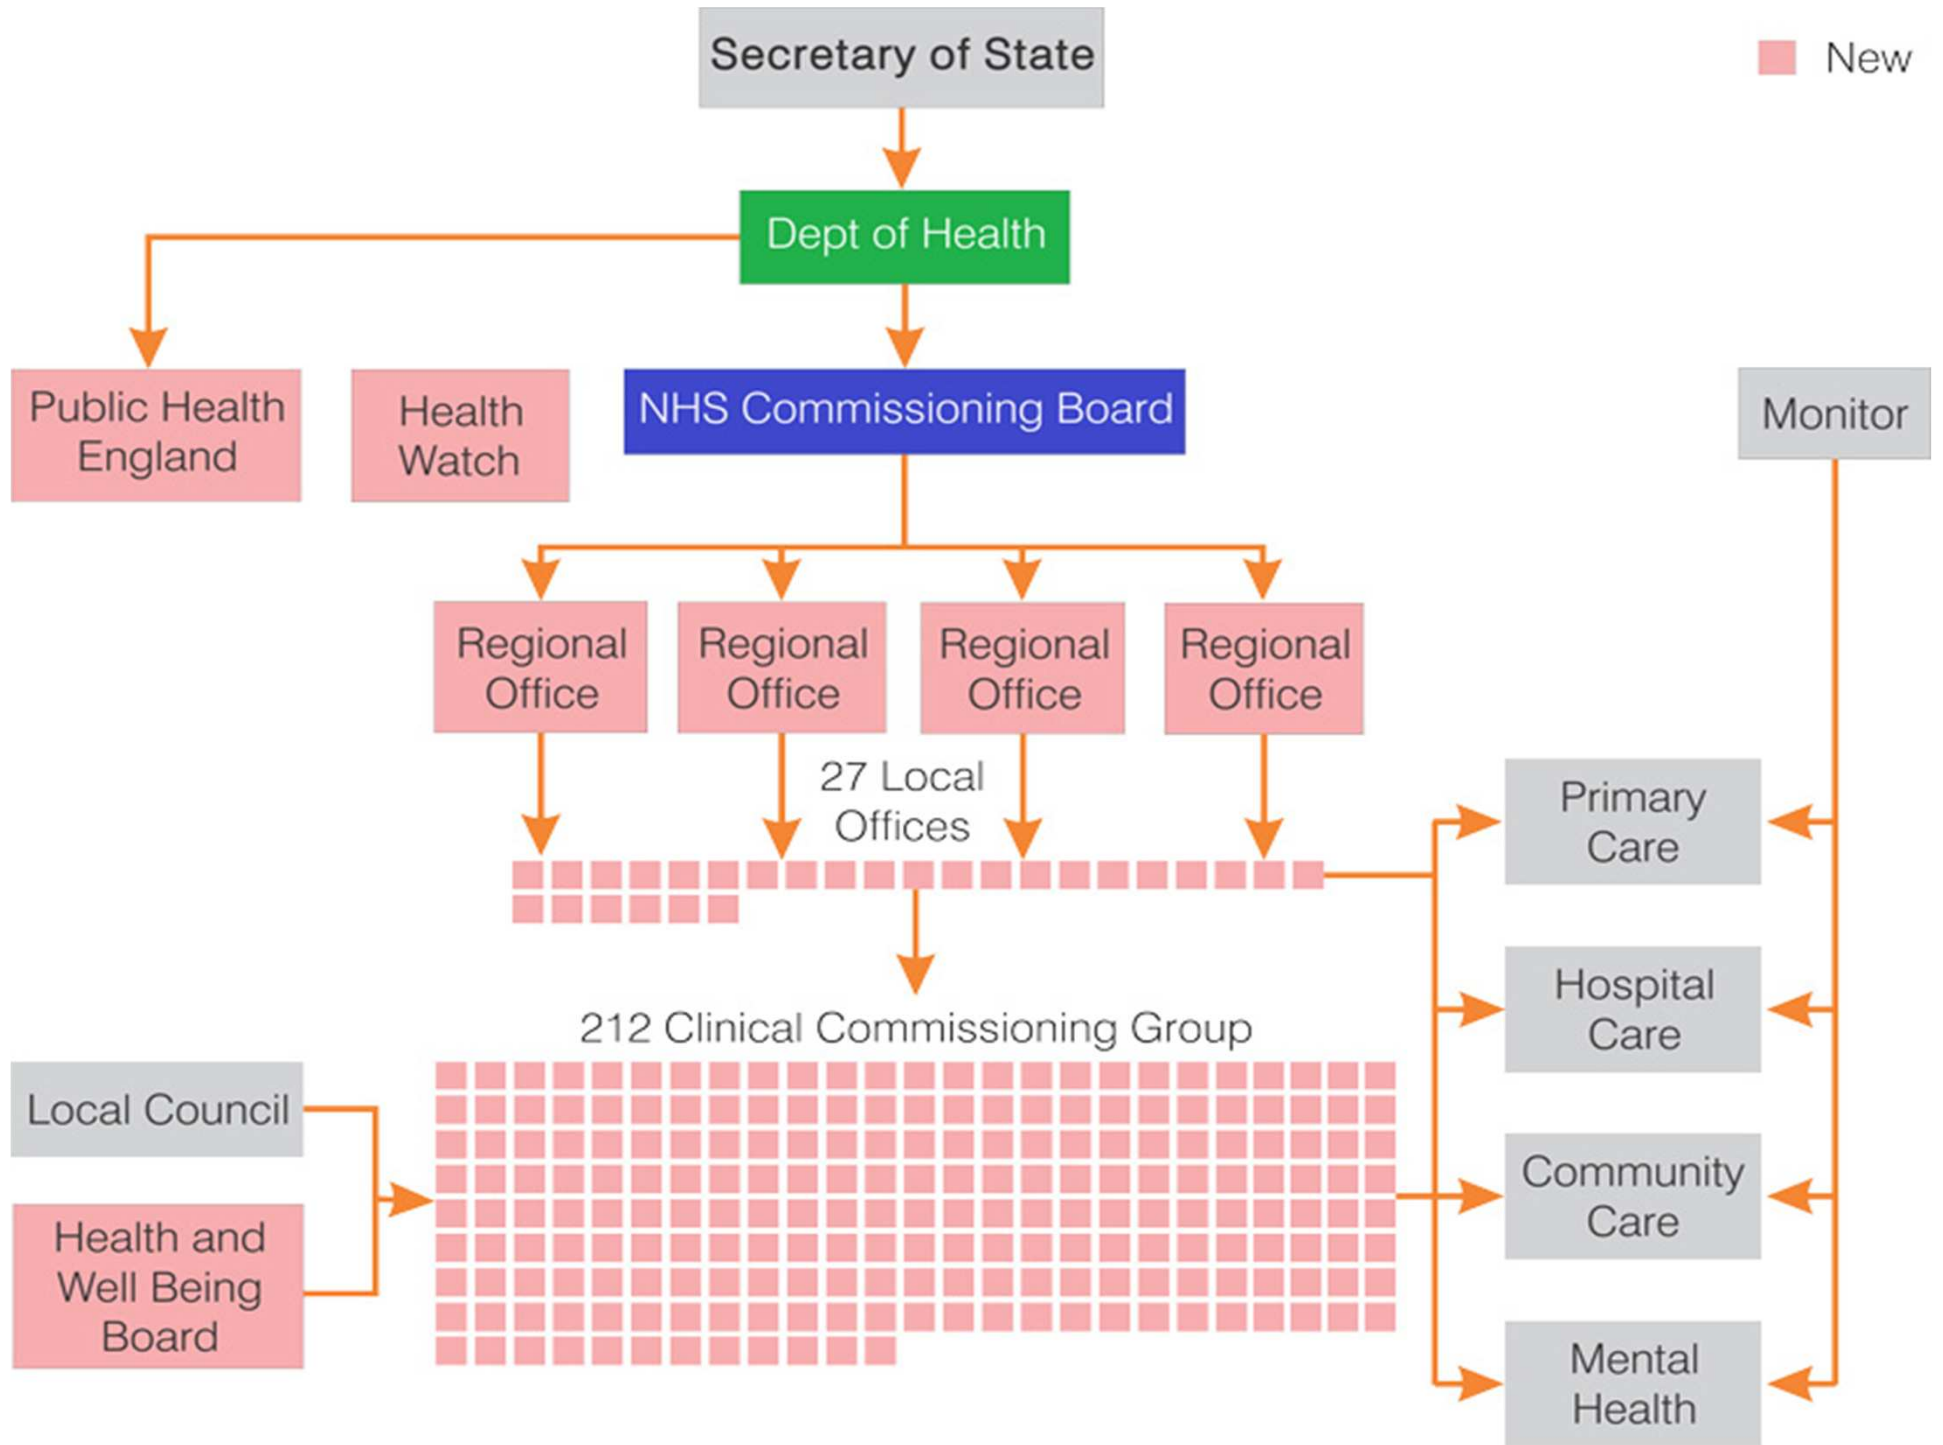 Secretary of State
New
Dept of Health
Public Health
England
Health
Watch
NHS Commissioning Board
Monitor
Regional
Office
Regional
Office
Regional
Office
Regional
Office
27 Local
Offices
Primary
Care
Hospital
Care
212 Clinical Commissioning Group
Local Council
Health and
Well Being
Board
Community
Care
Mental
Health